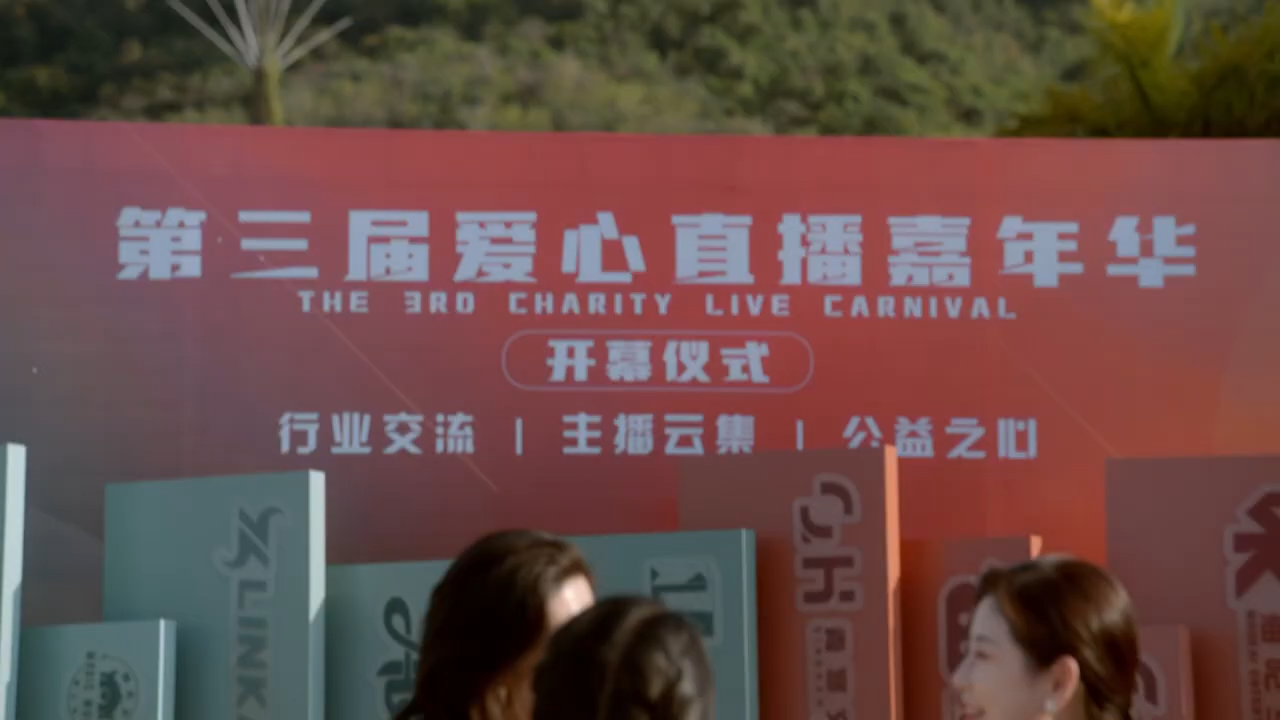 第三届爱心直播嘉年华
THE 3RD CHARITY LIVE CARNIVAL
开幕仪式
行业交流 | 主播云集 | 公益之心
LINK